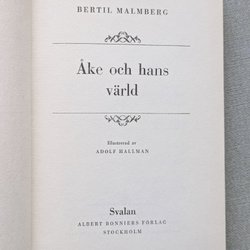 BERTIL MALMBERG
Åke och hans
värld
Illustrerad av
ADOLF HALLMAN
Svalan
ALBERT BONNIERS FÖRLAG
STOCKHOLM